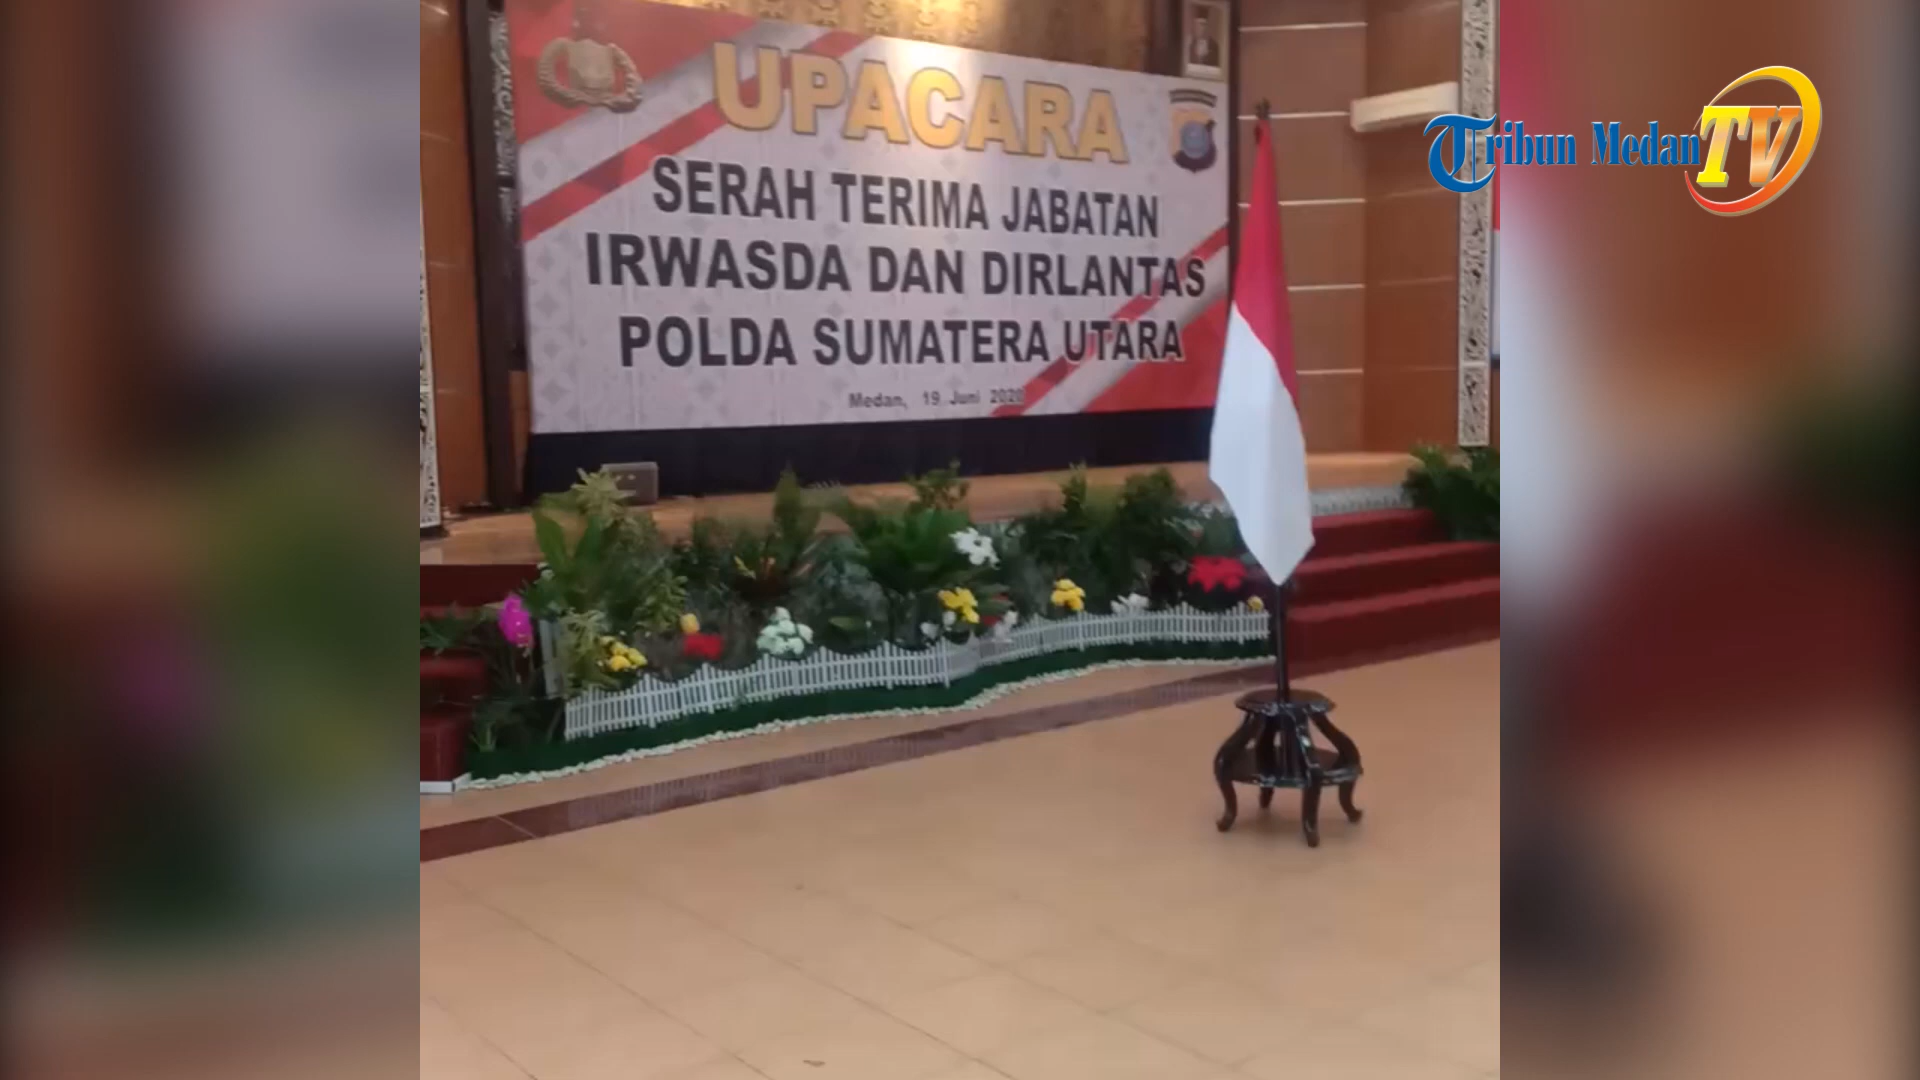 UPACARA
SERAH TERIMA JABATAN
IRWASDA DAN DIRLANTAS
POLDA SUMATERA UTARA
Medan, 19 Juni 2020
Tribun Medan TV